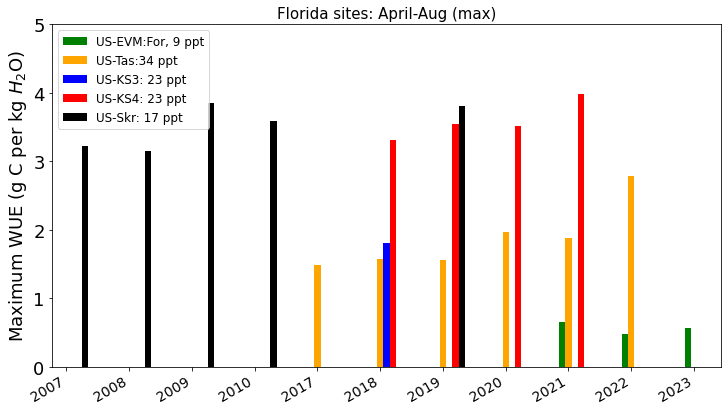 Florida sites: April-Aug (max)
Maximum WUE (g C per kg H₂O)
5
4
3
2
1
0
US-EVM:For, 9 ppt
US-Tas:34 ppt
US-KS3: 23 ppt
US-KS4: 23 ppt
US-Skr: 17 ppt
2007 2008 2009 2010 2017 2018 2019 2020 2021 2022 2023